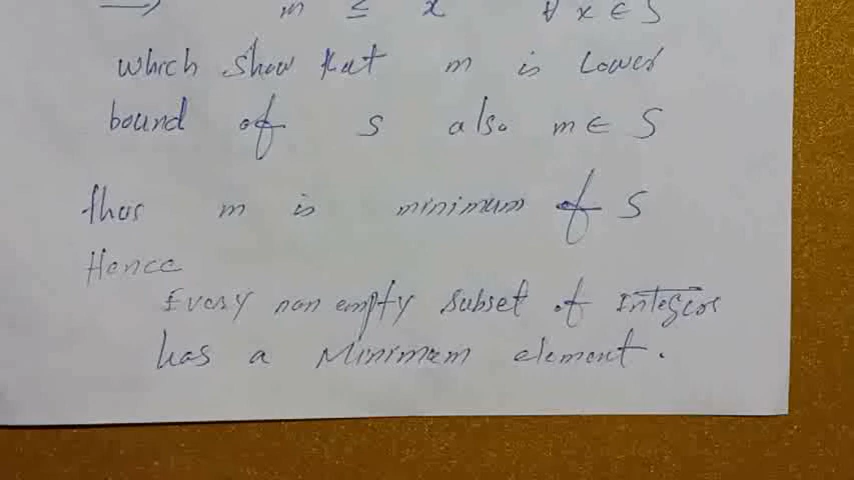 ⟹ m ≤ x ∀ x ∈ S
which show that m is lower
bound of S also m ∈ S
thus m is minimum of S
Hence
Every non empty subset of Integers
has a Minimum element.